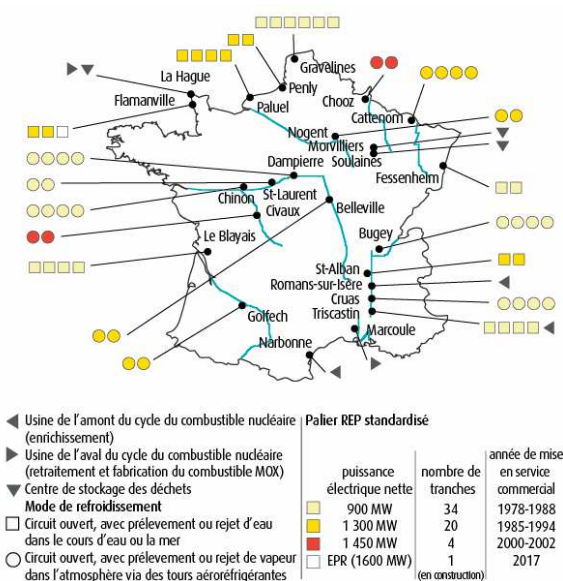 Gravelines
Penly
La Hague
Paluel
Flamanville
Chooz
Cattenom
Nogent
Morvilliers
Soulaines
Dampierre
Fessenheim
St-Laurent
Chinon
Belleville
Civaux
Bugey
Le Blayais
St-Alban
Romans-sur-Isère
Cruas
Triscastin
Golfech
Marcoule
Narbonne
Usine de l'amont du cycle du combustible nucléaire
(enrichissement)
Usine de l'aval du cycle du combustible nucléaire
(retraitement et fabrication du combustible MOX)
Centre de stockage des déchets
Mode de refroidissement
Circuit ouvert, avec prélevement ou rejet d'eau
dans le cours d'eau ou la mer
Circuit ouvert, avec prélevement ou rejet de vapeur
dans l'atmosphère via des tours aéroréfrigérantes
Palier REP standardisé
puissance électrique nette
nombre de tranches
année de mise en service commercial
900 MW 34 1978-1988
1 300 MW 20 1985-1994
1 450 MW 4 2000-2002
EPR (1600 MW) 1 2017
(en construction)